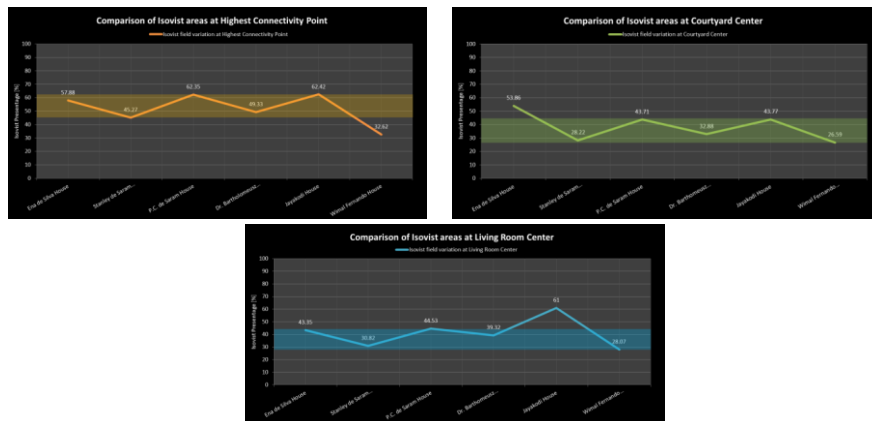 Comparison of Isovist areas at Highest Connectivity Point
Isovist field variation at Highest Connectivity Point
Isovist Percentage [%]
100
90
80
70
60
50
40
30
20
10
0
57.88
45.27
62.35
49.33
62.42
32.62
Ena de Silva House
Stanley de Saram...
P.C. de Saram House
Dr. Bartholomeusz...
Jayakodi House
Wimal Fernando House
Comparison of Isovist areas at Courtyard Center
Isovist field variation at Courtyard Center
Isovist Percentage [%]
100
90
80
70
60
50
40
30
20
10
0
53.86
28.22
43.71
32.88
43.77
26.59
Ena de Silva House
Stanley de Saram...
P.C. de Saram House
Dr. Bartholomeusz...
Jayakodi House
Wimal Fernando...
Comparison of Isovist areas at Living Room Center
Isovist field variation at Living Room Center
Isovist Percentage [%]
100
90
80
70
60
50
40
30
20
10
0
43.35
30.82
44.53
39.32
61
28.07
Ena de Silva House
Stanley de Saram...
P.C. de Saram House
Dr. Bartholomeusz...
Jayakodi House
Wimal Fernando...